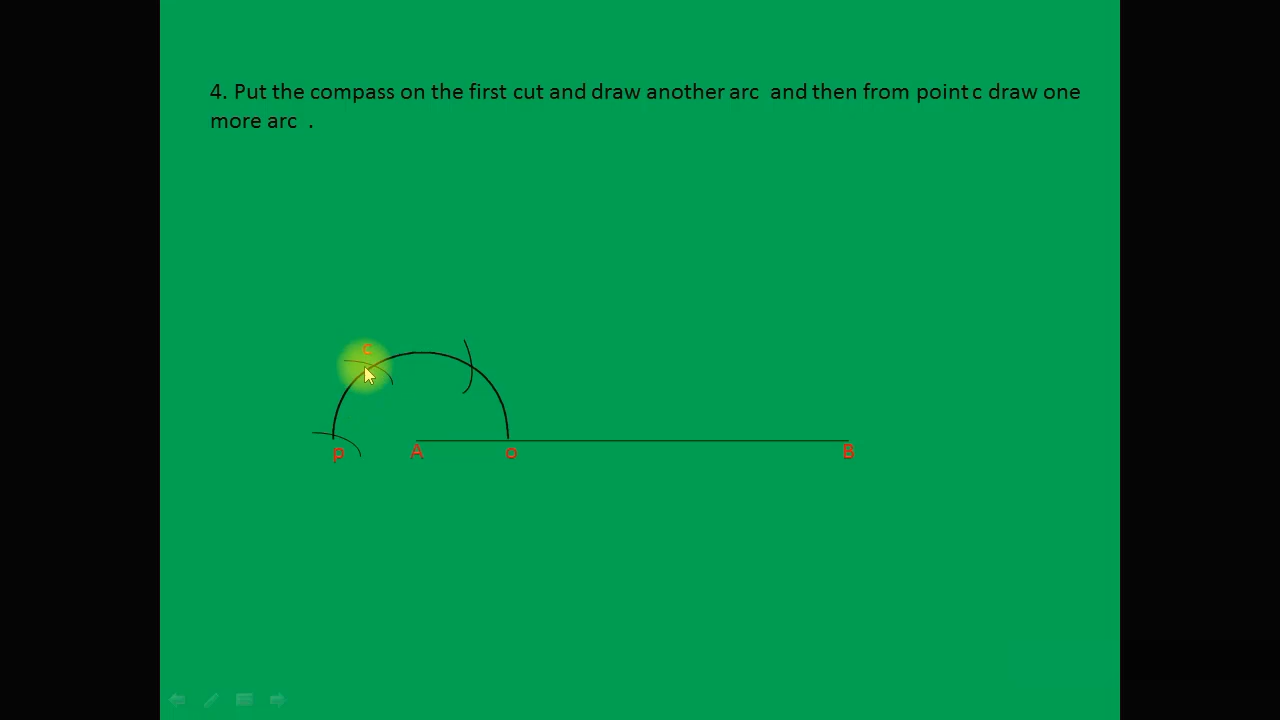 4. Put the compass on the first cut and draw another arc and then from point c draw one
more arc .
c
p A o B